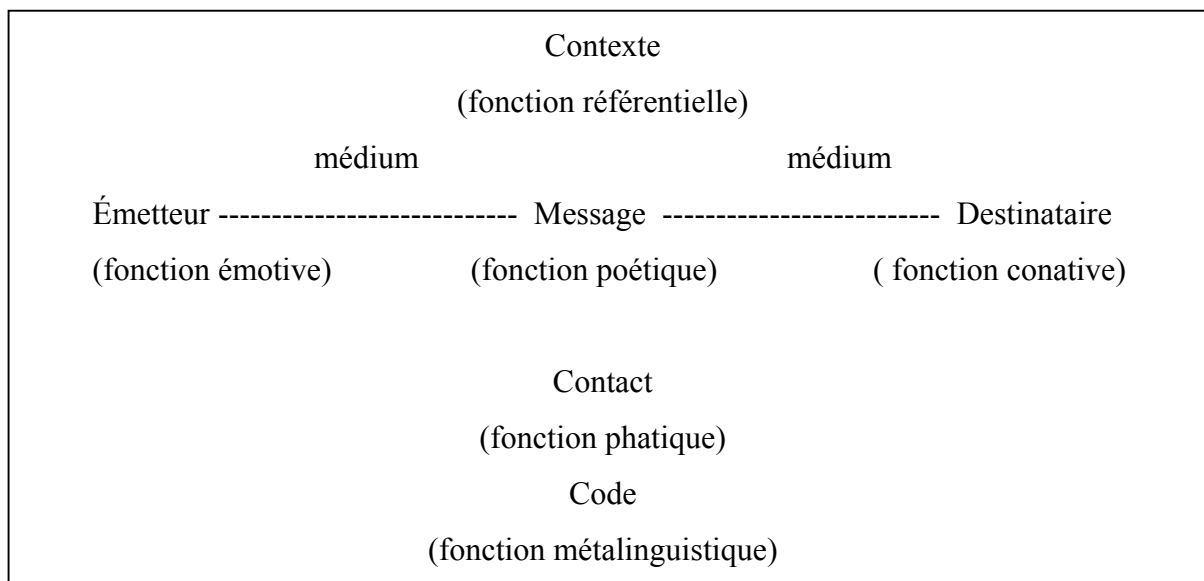 Contexte
(fonction référentielle)
médium médium
Émetteur ---------------------------- Message -------------------------- Destinataire
(fonction émotive) (fonction poétique) ( fonction conative)
Contact
(fonction phatique)
Code
(fonction métalinguistique)